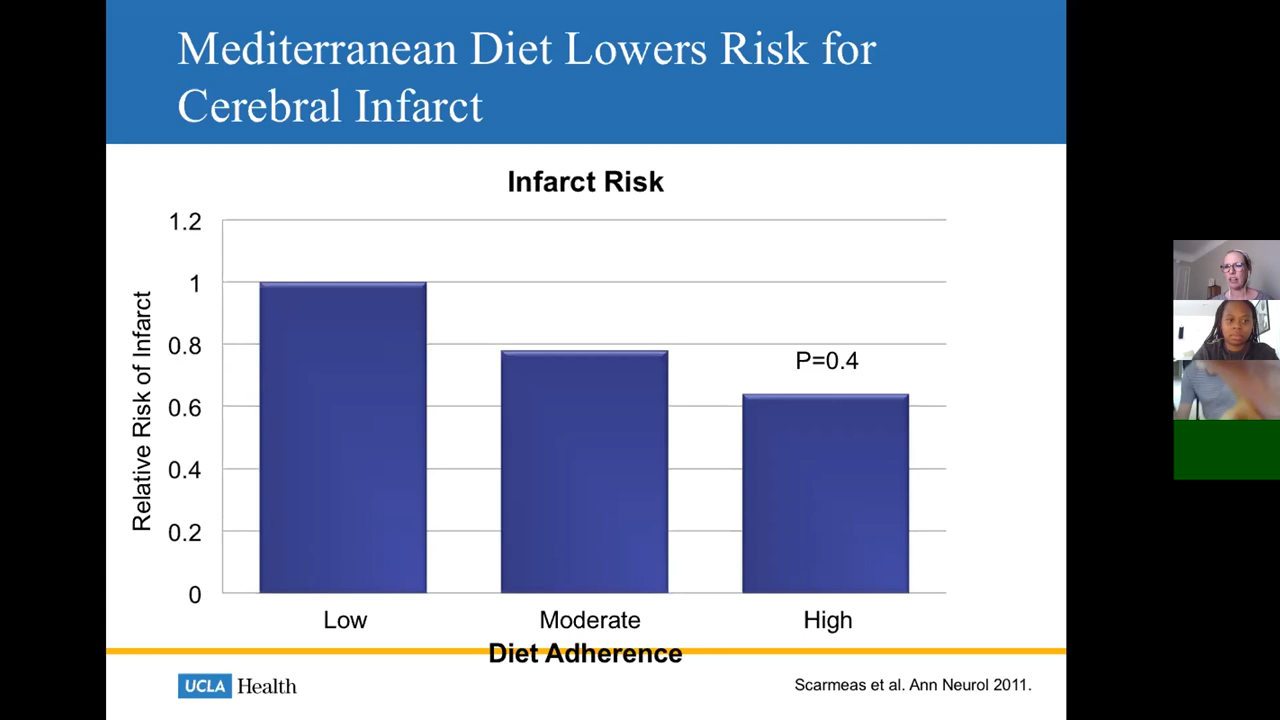 Mediterranean Diet Lowers Risk for
Cerebral Infarct
Infarct Risk
Relative Risk of Infarct
1.2
1
0.8
0.6
0.4
0.2
0
P=0.4
Low
Moderate
High
Diet Adherence
UCLA Health
Scarmeas et al. Ann Neurol 2011.